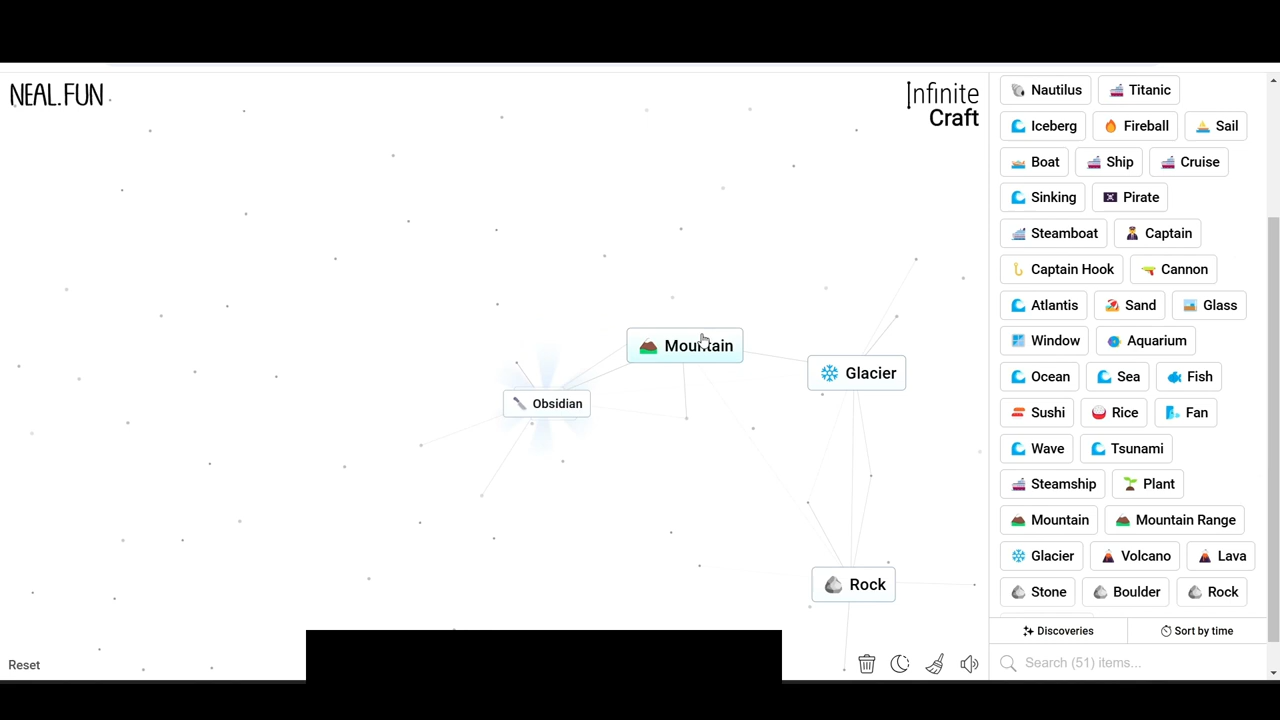 NEAL.FUN
Infinite
Craft
Mountain
Glacier
Obsidian
Rock
Reset
Nautilus Titanic
Iceberg Fireball Sail
Boat Ship Cruise
Sinking Pirate
Steamboat Captain
Captain Hook Cannon
Atlantis Sand Glass
Window Aquarium
Ocean Sea Fish
Sushi Rice Fan
Wave Tsunami
Steamship Plant
Mountain Mountain Range
Glacier Volcano Lava
Stone Boulder Rock
Discoveries Sort by time
Search (51) items...